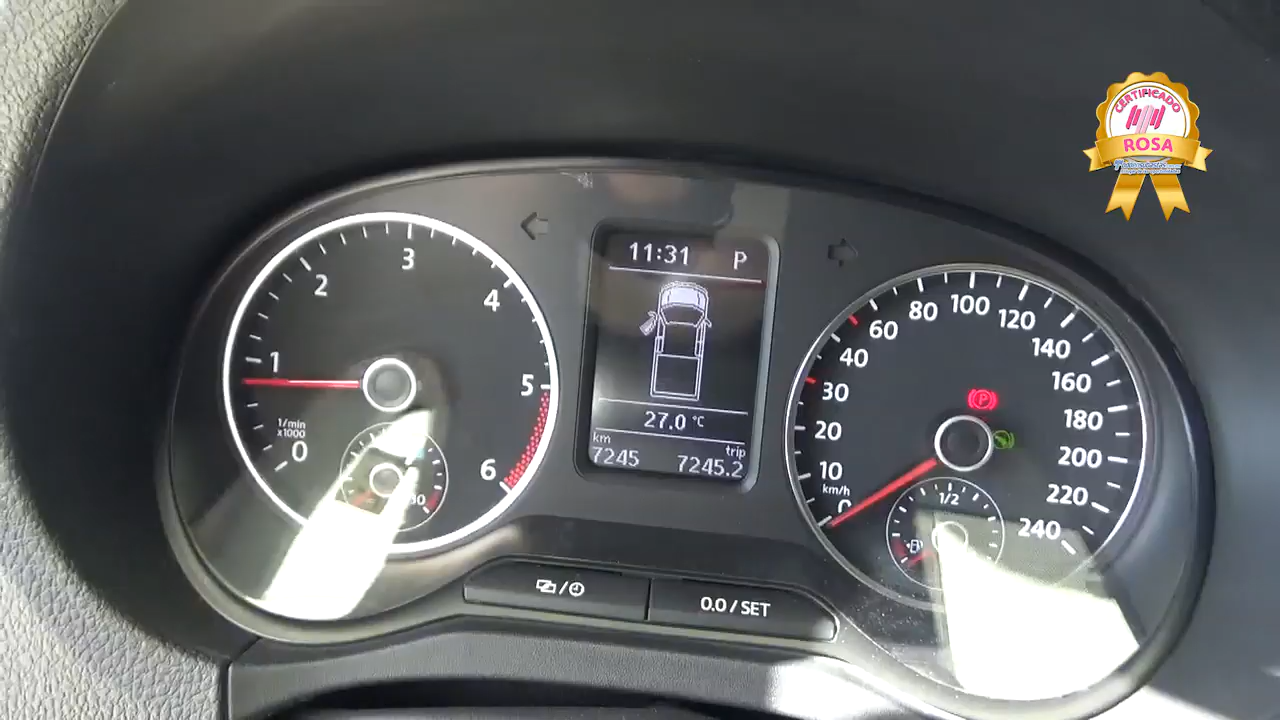 CERTIFICADO
ROSA
11:31 P
27.0 °C
km trip
7245 7245.2
0 1 2 3 4 5 6
1/min
x1000
0 10 20 30 40 60 80 100 120 140 160 180 200 220 240
km/h
P
1/2
/
0.0 / SET